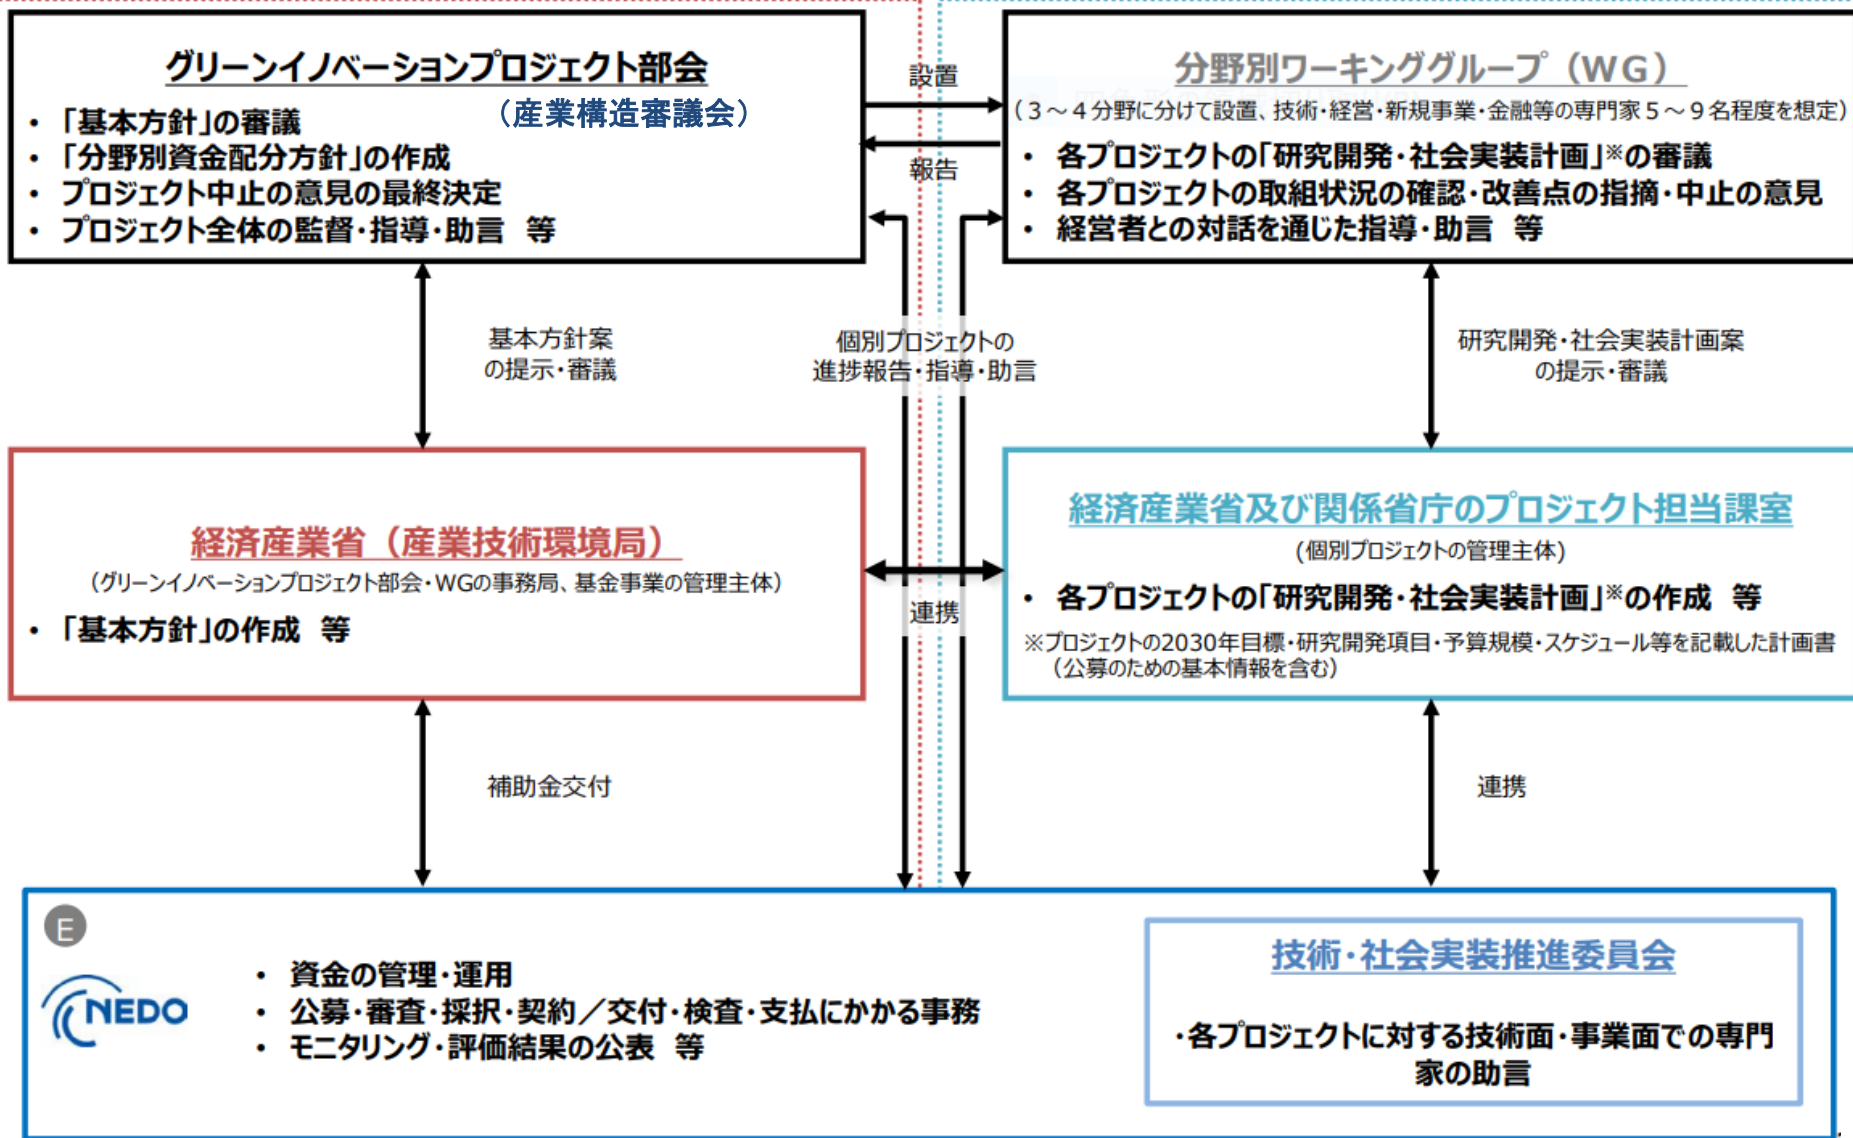 グリーンイノベーションプロジェクト部会
（産業構造審議会）
・「基本方針」の審議
・「分野別資金配分方針」の作成
・プロジェクト中止の意見の最終決定
・プロジェクト全体の監督・指導・助言 等
設置
報告
分野別ワーキンググループ（WG）
（３～４分野に分けて設置、技術・経営・新規事業・金融等の専門家５～９名程度を想定）
・各プロジェクトの「研究開発・社会実装計画」※の審議
・各プロジェクトの取組状況の確認・改善点の指摘・中止の意見
・経営者との対話を通じた指導・助言 等
基本方針案
の提示・審議
個別プロジェクトの
進捗報告・指導・助言
研究開発・社会実装計画案
の提示・審議
経済産業省（産業技術環境局）
（グリーンイノベーションプロジェクト部会・WGの事務局、基金事業の管理主体）
・「基本方針」の作成 等
連携
経済産業省及び関係省庁のプロジェクト担当課室
(個別プロジェクトの管理主体)
・各プロジェクトの「研究開発・社会実装計画」※の作成 等
※プロジェクトの2030年目標・研究開発項目・予算規模・スケジュール等を記載した計画書
（公募のための基本情報を含む）
補助金交付
連携
E
NEDO
・資金の管理・運用
・公募・審査・採択・契約／交付・検査・支払にかかる事務
・モニタリング・評価結果の公表 等
技術・社会実装推進委員会
・各プロジェクトに対する技術面・事業面での専門
家の助言